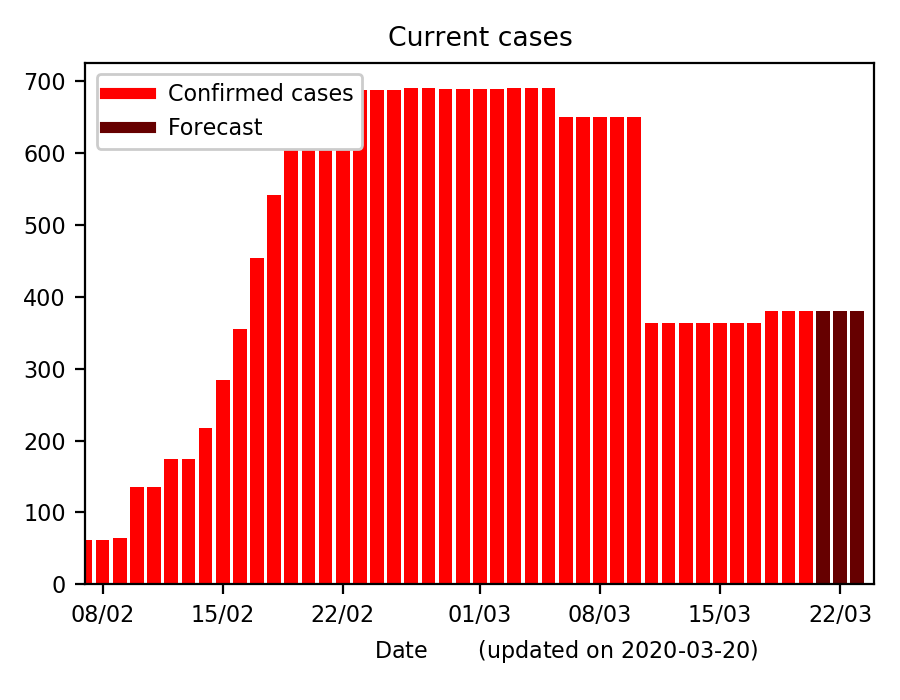 Current cases
Confirmed cases
Forecast
700
600
500
400
300
200
100
0
08/02 15/02 22/02 01/03 08/03 15/03 22/03
Date (updated on 2020-03-20)